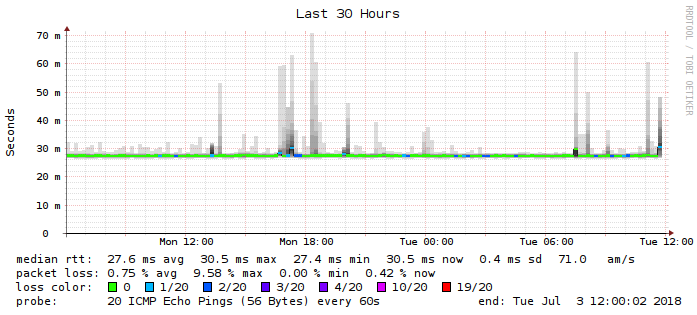 Last 30 Hours
RRDTOOL / TOBI OETIKER
Seconds
70 m
60 m
50 m
40 m
30 m
20 m
10 m
0
Mon 12:00 Mon 18:00 Tue 00:00 Tue 06:00 Tue 12:00
median rtt: 27.6 ms avg 30.5 ms max 27.4 ms min 30.5 ms now 0.4 ms sd 71.0 am/s
packet loss: 0.75 % avg 9.58 % max 0.00 % min 0.42 % now
loss color: 0 1/20 2/20 3/20 4/20 10/20 19/20
probe: 20 ICMP Echo Pings (56 Bytes) every 60s end: Tue Jul 3 12:00:02 2018